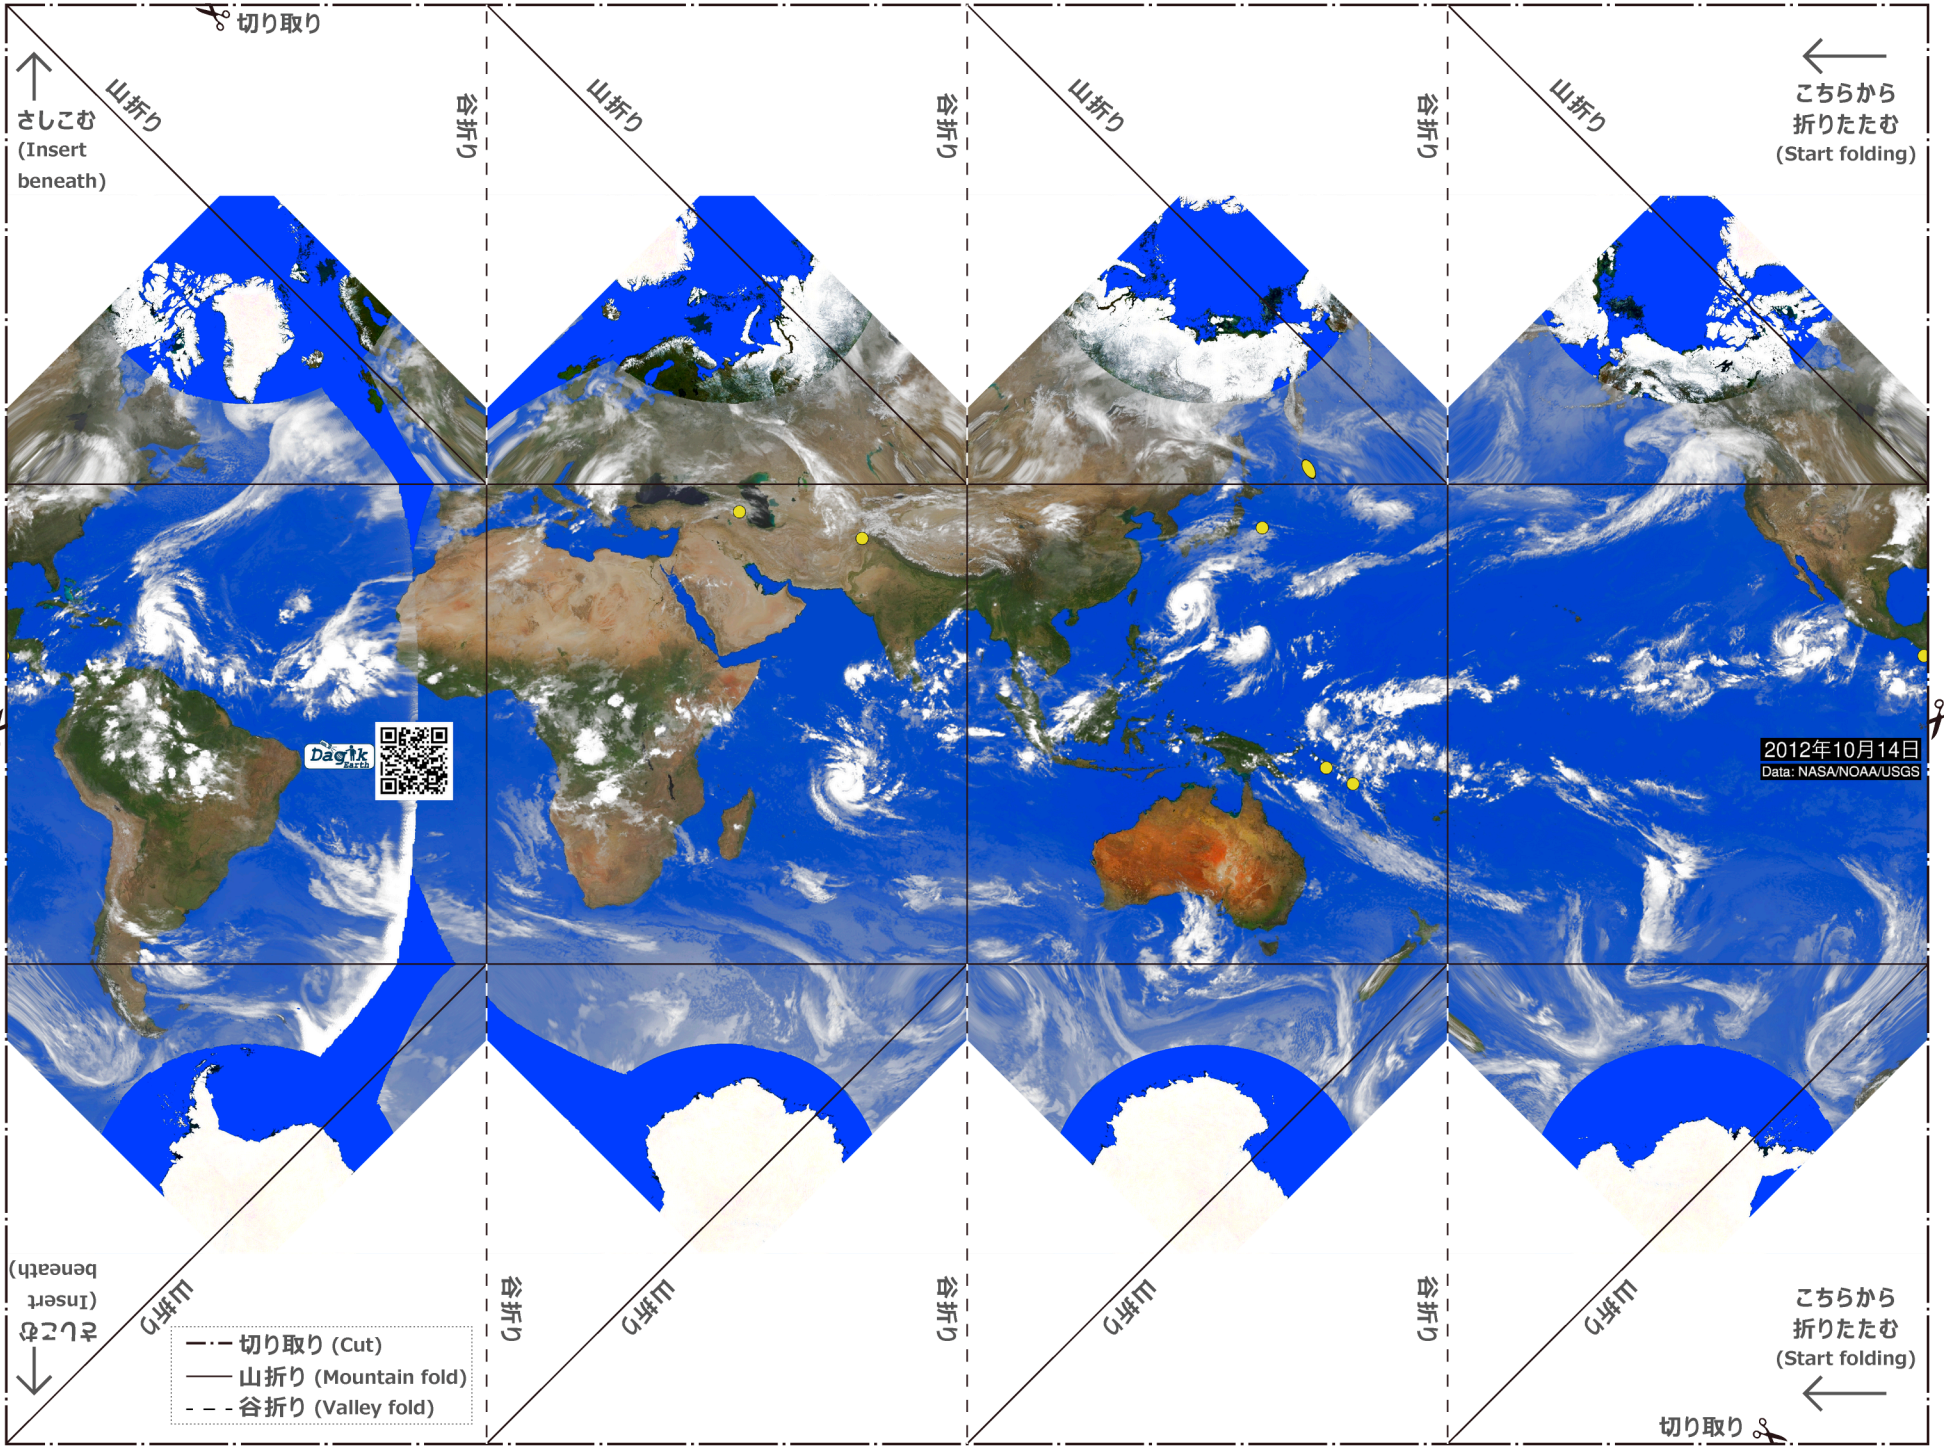 切り取り
さしこむ
(Insert
beneath)
山折り
谷折り
山折り
谷折り
山折り
谷折り
山折り
こちらから
折りたたむ
(Start folding)
Dagik
Earth
2012年10月14日
Data: NASA/NOAA/USGS
さしこむ
(Insert
beneath)
山折り
谷折り
山折り
谷折り
山折り
谷折り
山折り
こちらから
折りたたむ
(Start folding)
切り取り (Cut)
山折り (Mountain fold)
谷折り (Valley fold)
切り取り